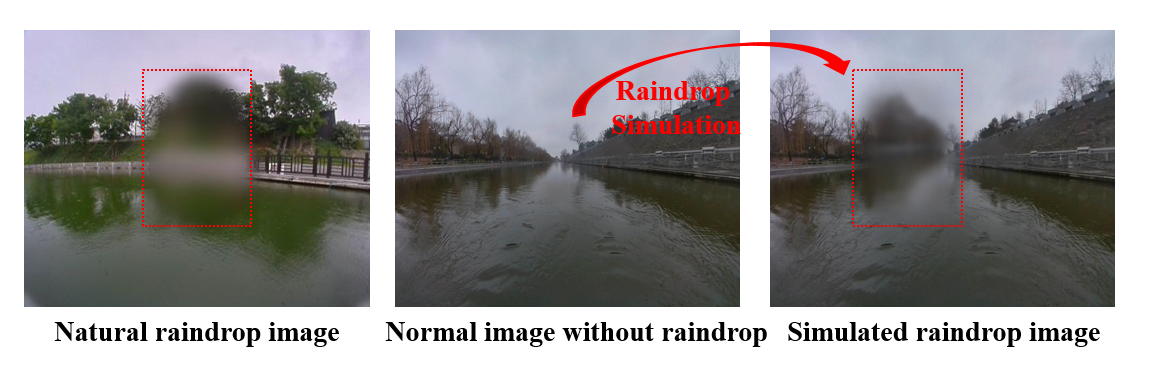 Raindrop
Simulation
Natural raindrop image
Normal image without raindrop
Simulated raindrop image